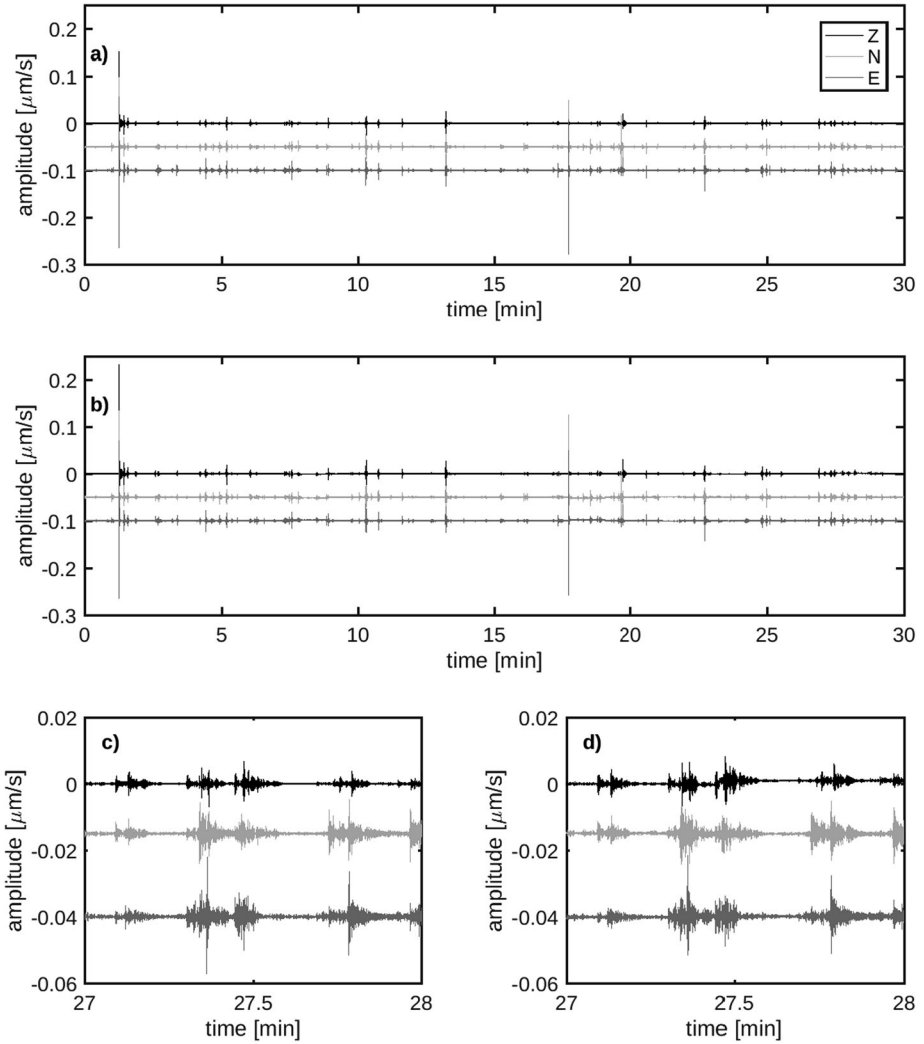 a)
Z
N
E
0.2
0.1
0
-0.1
-0.2
-0.3
amplitude [μm/s]
0 5 10 15 20 25 30
time [min]
b)
0.2
0.1
0
-0.1
-0.2
-0.3
amplitude [μm/s]
0 5 10 15 20 25 30
time [min]
c)
0.02
0
-0.02
-0.04
-0.06
amplitude [μm/s]
27 27.5 28
time [min]
d)
0.02
0
-0.02
-0.04
-0.06
amplitude [μm/s]
27 27.5 28
time [min]